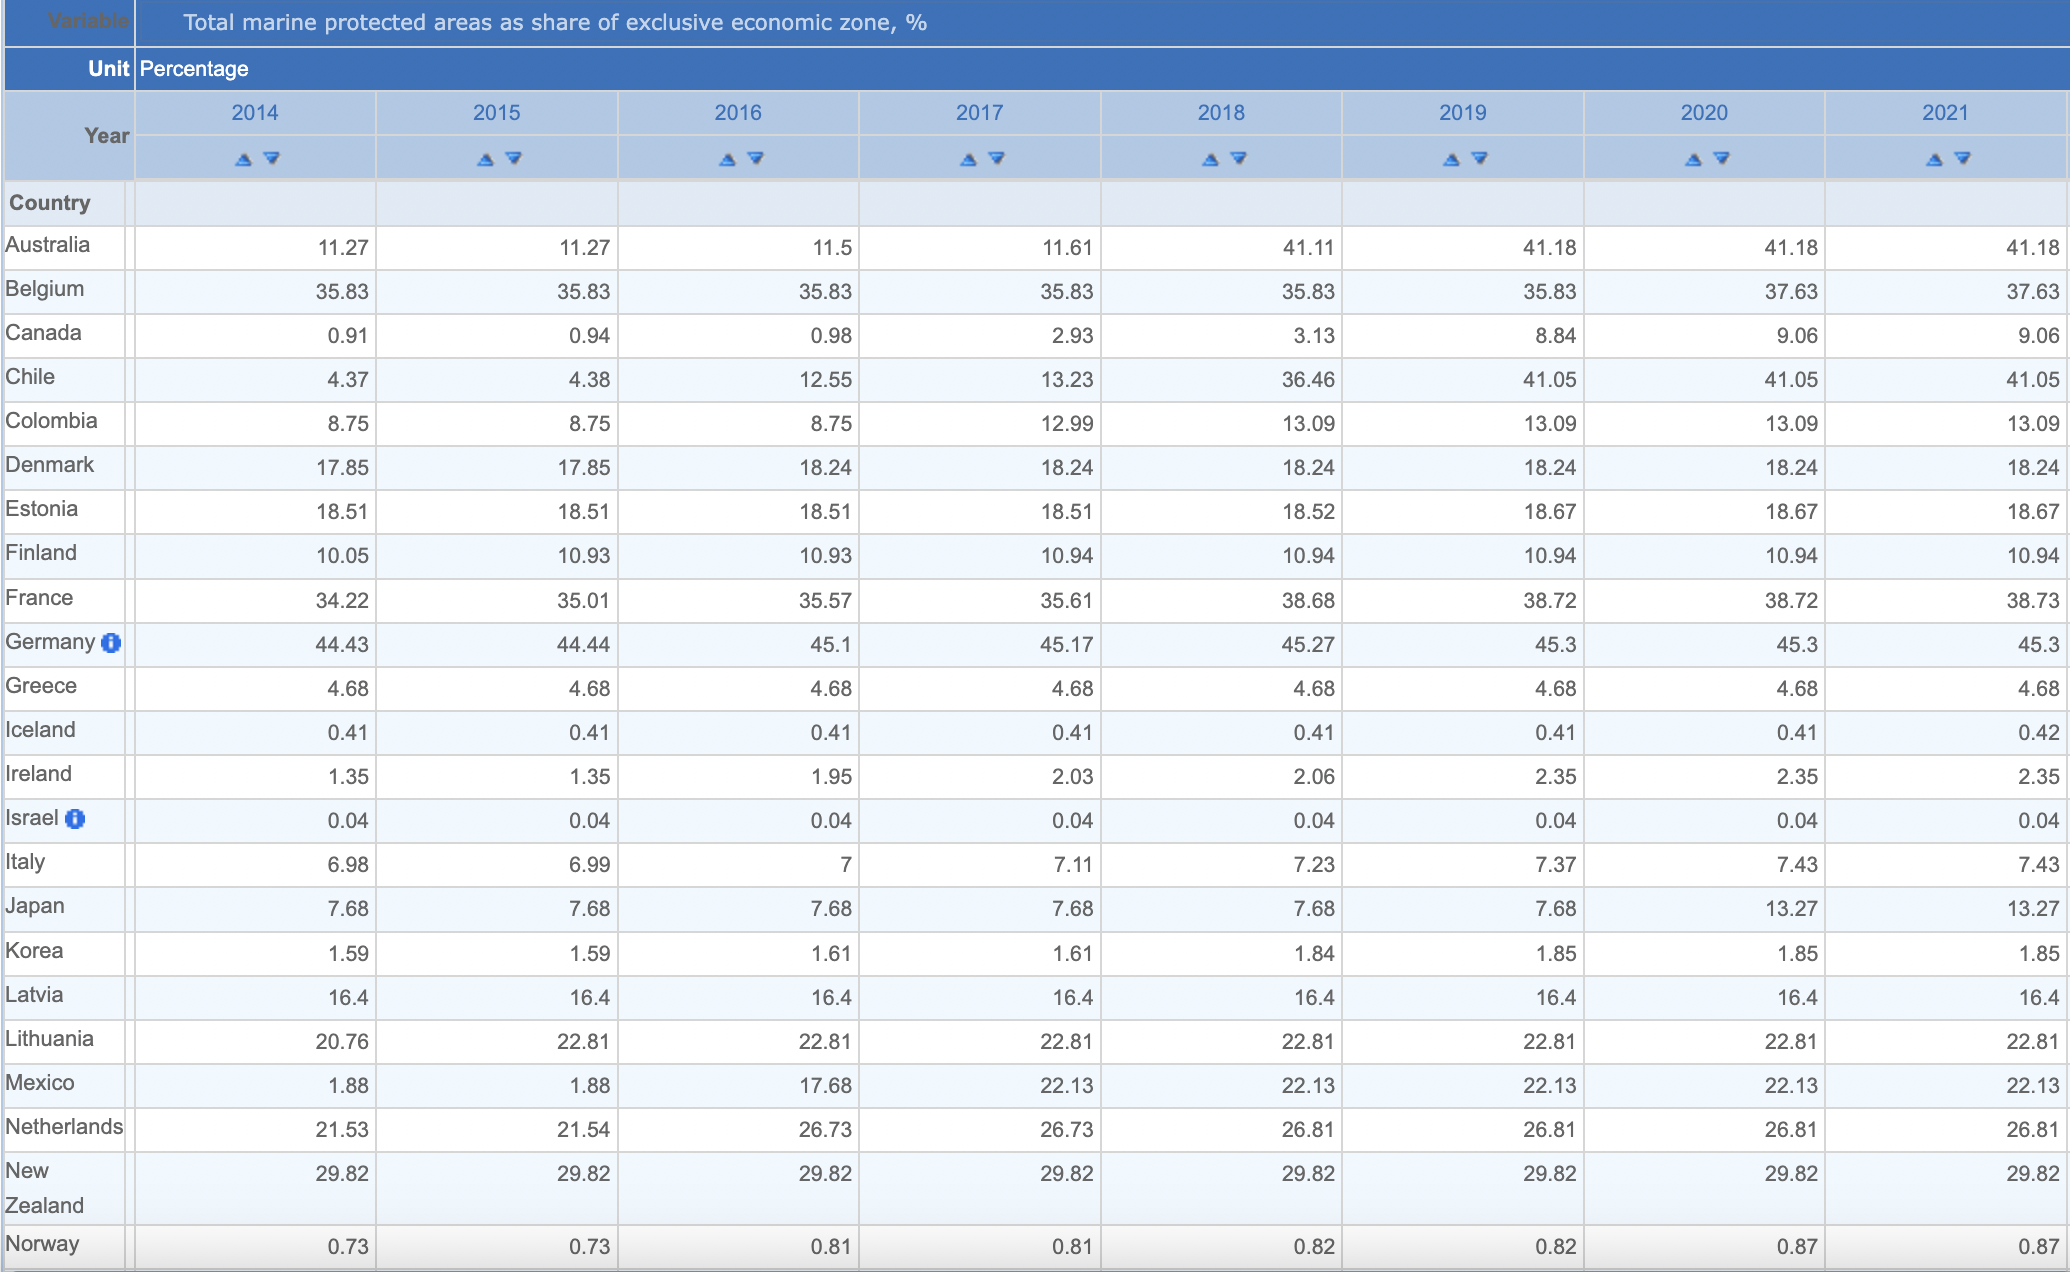 Variable Total marine protected areas as share of exclusive economic zone, %
Unit Percentage
Year 2014 2015 2016 2017 2018 2019 2020 2021
Country
Australia 11.27 11.27 11.5 11.61 41.11 41.18 41.18 41.18
Belgium 35.83 35.83 35.83 35.83 35.83 35.83 37.63 37.63
Canada 0.91 0.94 0.98 2.93 3.13 8.84 9.06 9.06
Chile 4.37 4.38 12.55 13.23 36.46 41.05 41.05 41.05
Colombia 8.75 8.75 8.75 12.99 13.09 13.09 13.09 13.09
Denmark 17.85 17.85 18.24 18.24 18.24 18.24 18.24 18.24
Estonia 18.51 18.51 18.51 18.51 18.52 18.67 18.67 18.67
Finland 10.05 10.93 10.93 10.94 10.94 10.94 10.94 10.94
France 34.22 35.01 35.57 35.61 38.68 38.72 38.72 38.73
Germany 44.43 44.44 45.1 45.17 45.27 45.3 45.3 45.3
Greece 4.68 4.68 4.68 4.68 4.68 4.68 4.68 4.68
Iceland 0.41 0.41 0.41 0.41 0.41 0.41 0.41 0.42
Ireland 1.35 1.35 1.95 2.03 2.06 2.35 2.35 2.35
Israel 0.04 0.04 0.04 0.04 0.04 0.04 0.04 0.04
Italy 6.98 6.99 7 7.11 7.23 7.37 7.43 7.43
Japan 7.68 7.68 7.68 7.68 7.68 7.68 13.27 13.27
Korea 1.59 1.59 1.61 1.61 1.84 1.85 1.85 1.85
Latvia 16.4 16.4 16.4 16.4 16.4 16.4 16.4 16.4
Lithuania 20.76 22.81 22.81 22.81 22.81 22.81 22.81 22.81
Mexico 1.88 1.88 17.68 22.13 22.13 22.13 22.13 22.13
Netherlands 21.53 21.54 26.73 26.73 26.81 26.81 26.81 26.81
New 29.82 29.82 29.82 29.82 29.82 29.82 29.82 29.82
Zealand
Norway 0.73 0.73 0.81 0.81 0.82 0.82 0.87 0.87